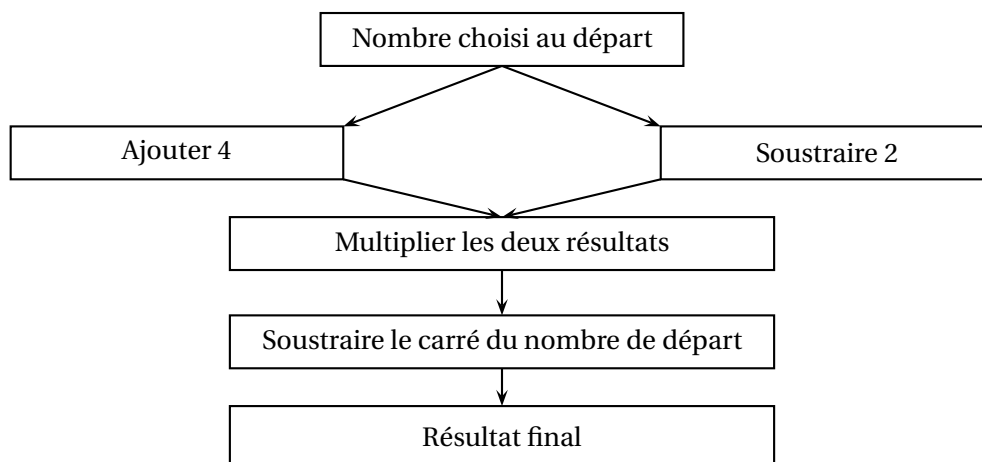 Nombre choisi au départ
Ajouter 4
Soustraire 2
Multiplier les deux résultats
Soustraire le carré du nombre de départ
Résultat final